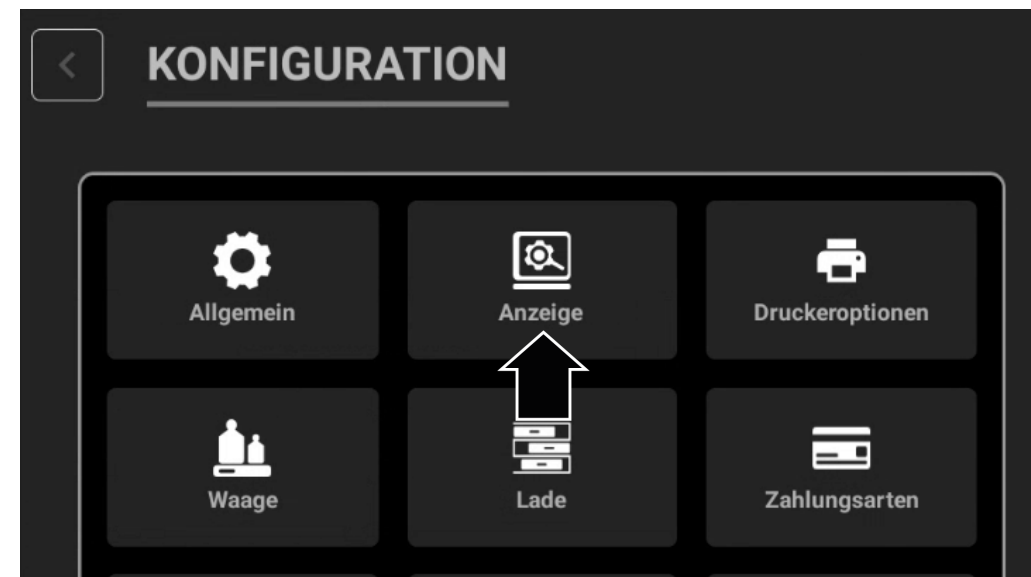 KONFIGURATION
Allgemein
Anzeige
Druckeroptionen
Waage
Lade
Zahlungsarten